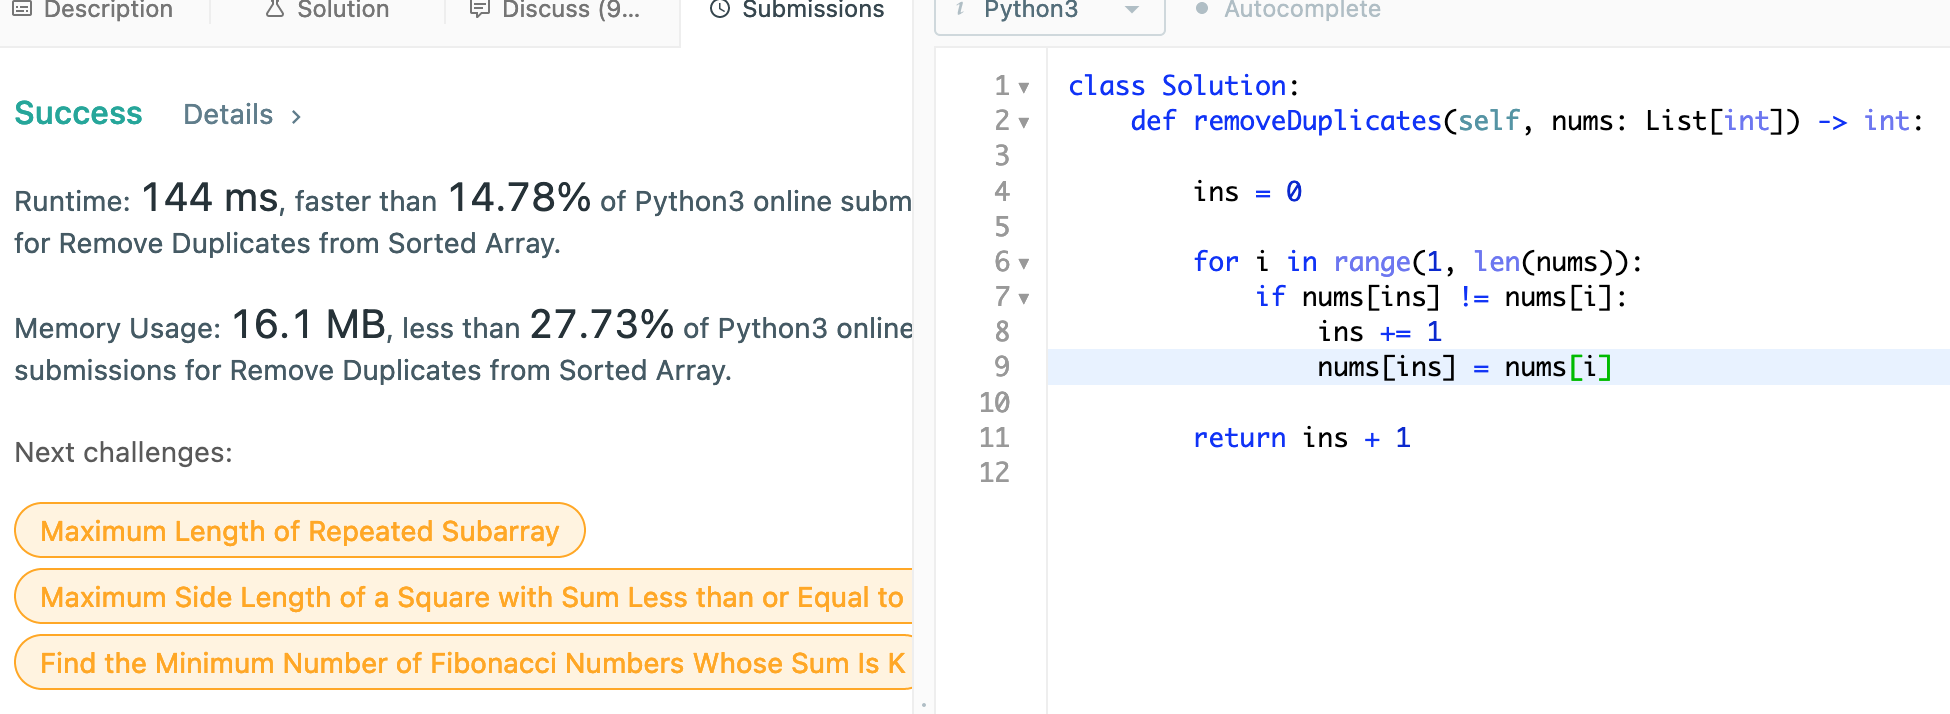 Description
Solution
Discuss (9...
Submissions
Success
Details >
Runtime: 144 ms, faster than 14.78% of Python3 online subm
for Remove Duplicates from Sorted Array.
Memory Usage: 16.1 MB, less than 27.73% of Python3 online
submissions for Remove Duplicates from Sorted Array.
Next challenges:
Maximum Length of Repeated Subarray
Maximum Side Length of a Square with Sum Less than or Equal to
Find the Minimum Number of Fibonacci Numbers Whose Sum Is K
i Python3
Autocomplete
1 class Solution:
2     def removeDuplicates(self, nums: List[int]) -> int:
3
4         ins = 0
5
6         for i in range(1, len(nums)):
7             if nums[ins] != nums[i]:
8                 ins += 1
9                 nums[ins] = nums[i]
10
11         return ins + 1
12